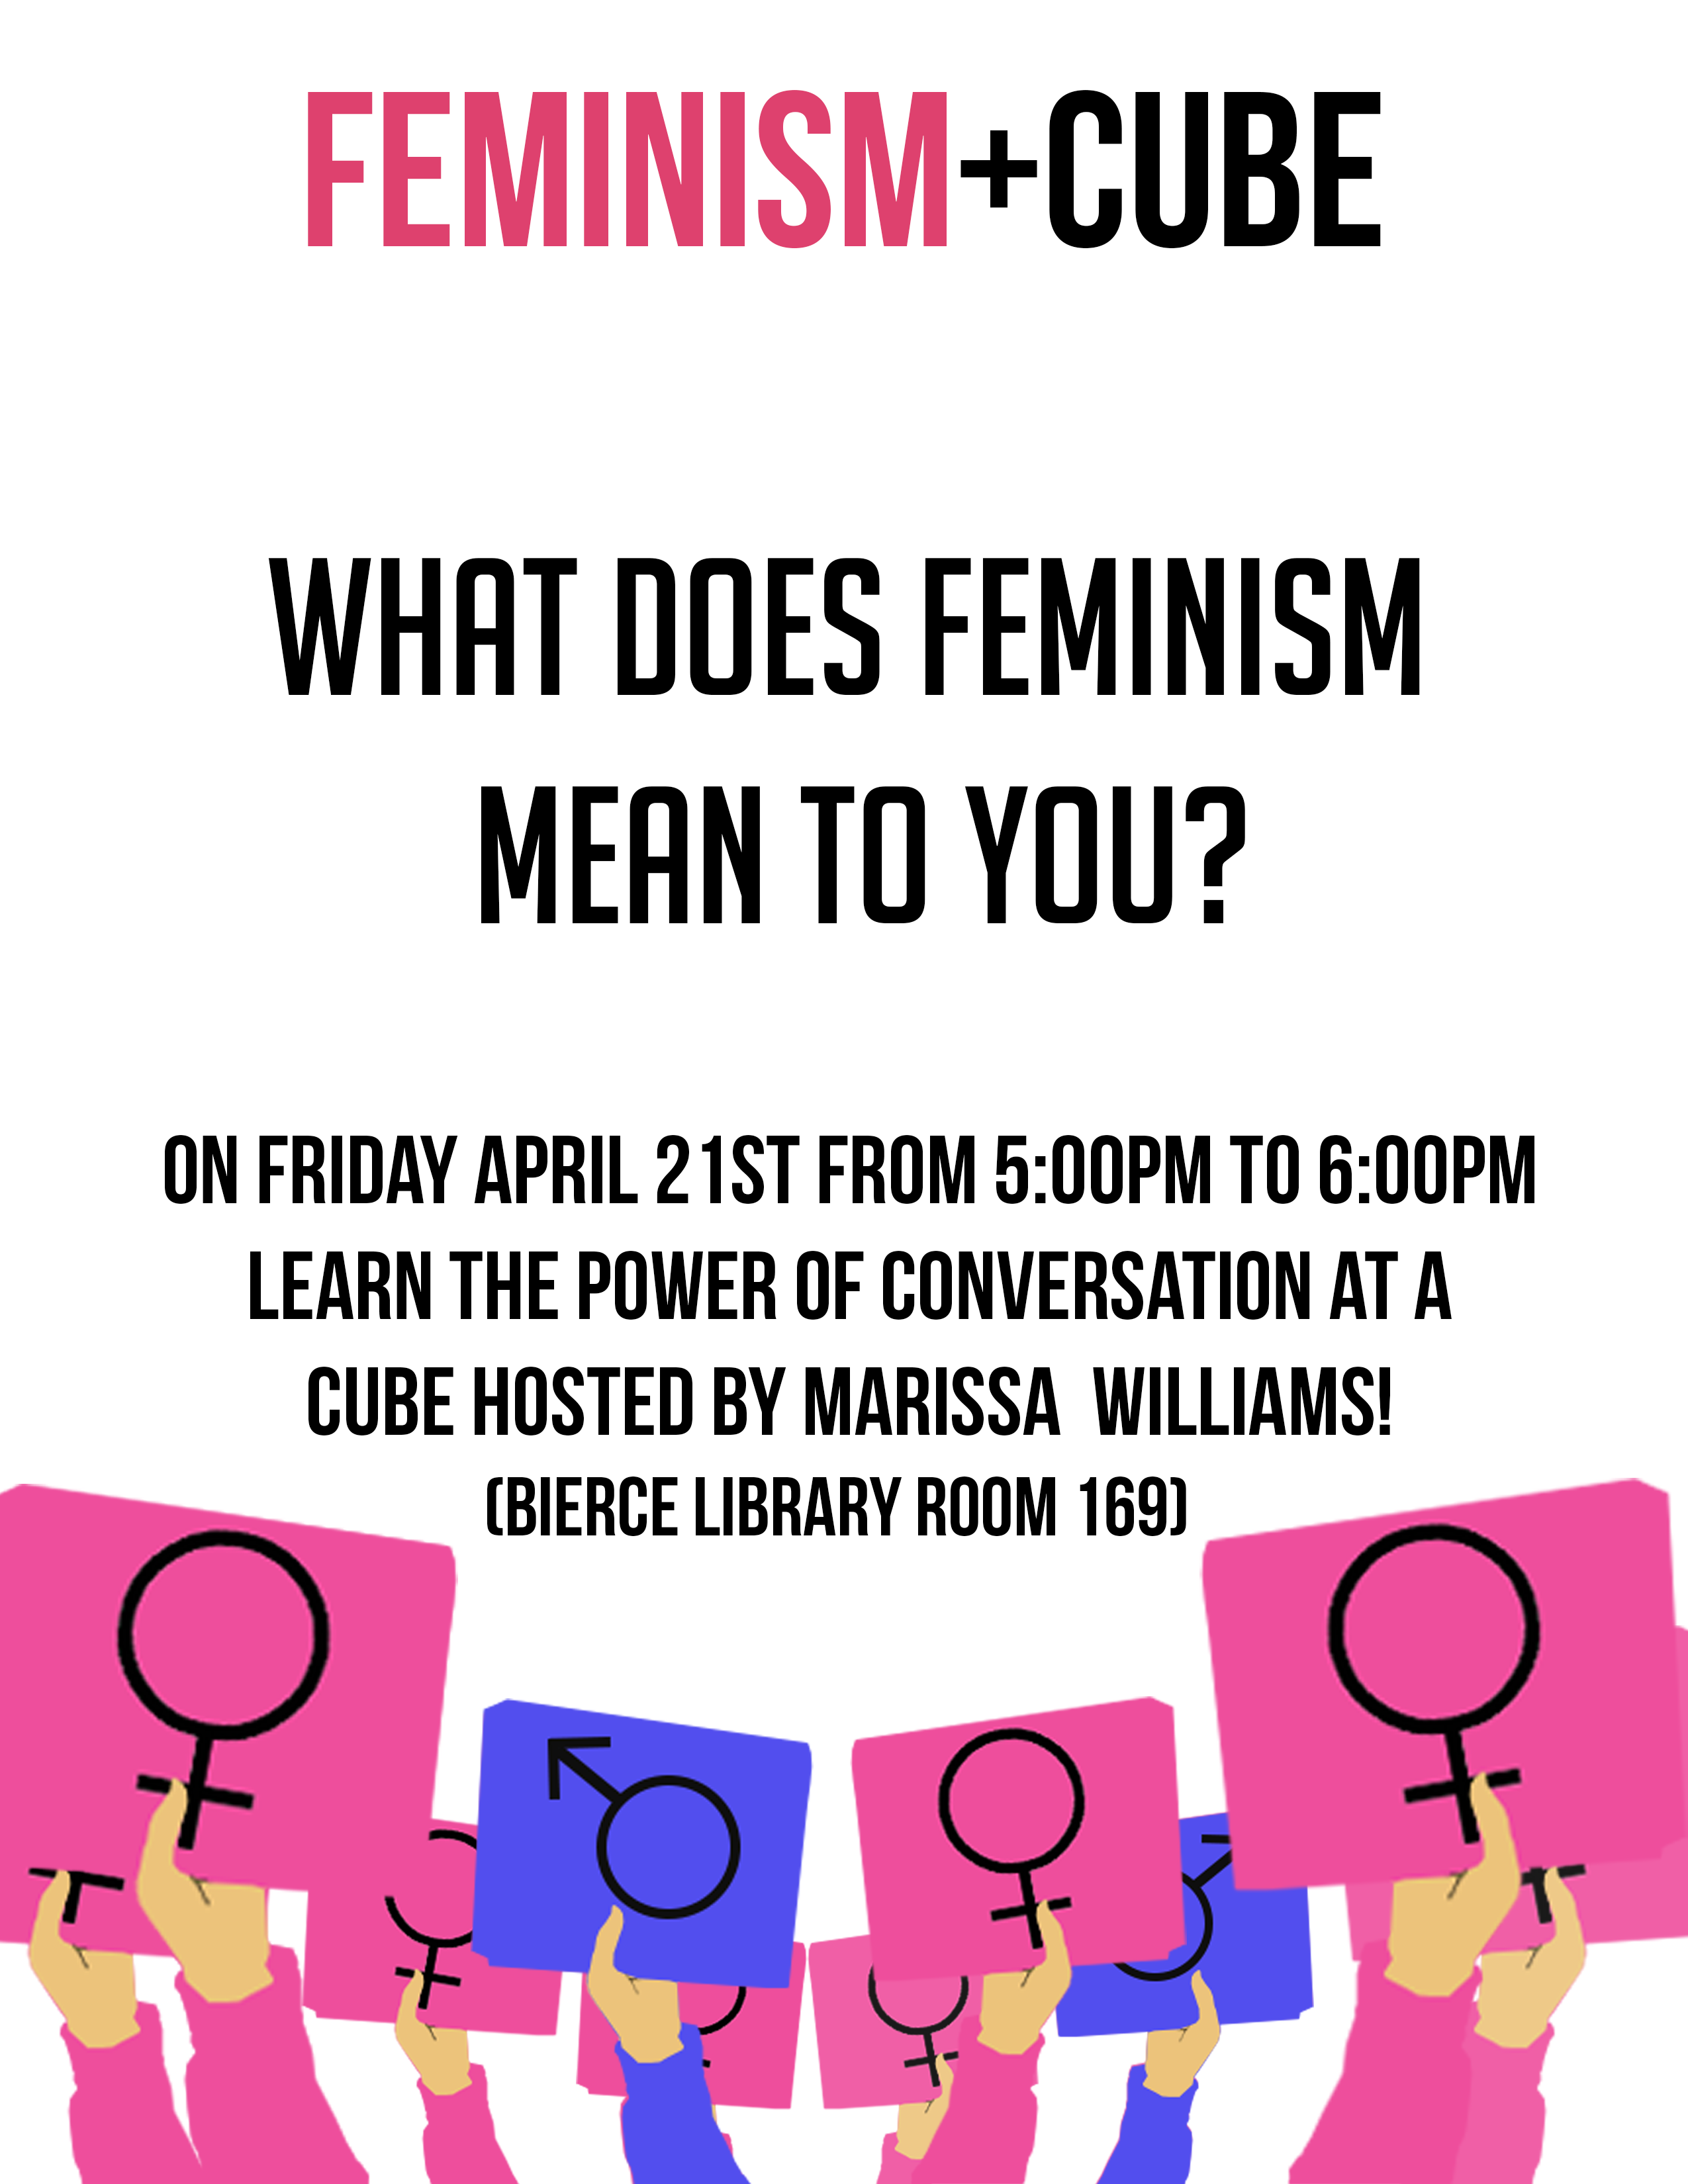 FEMINISM+CUBE
WHAT DOES FEMINISM
MEAN TO YOU?
ON FRIDAY APRIL 21ST FROM 5:00PM TO 6:00PM
LEARN THE POWER OF CONVERSATION AT A
CUBE HOSTED BY MARISSA  WILLIAMS!
(BIERCE LIBRARY ROOM 169)